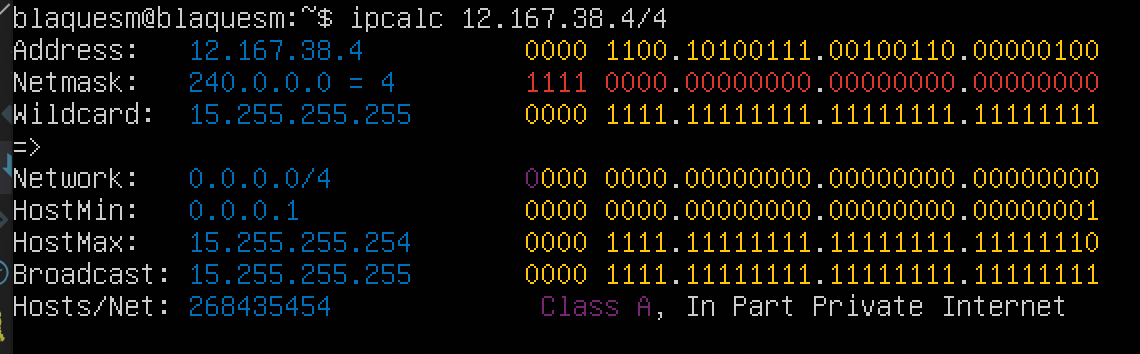 blaquesm@blaquesm:~$ ipcalc 12.167.38.4/4
Address:   12.167.38.4          0000 1100.10100111.00100110.00000100
Netmask:   240.0.0.0 = 4        1111 0000.00000000.00000000.00000000
Wildcard:  15.255.255.255       0000 1111.11111111.11111111.11111111
=>
Network:   0.0.0.0/4            0000 0000.00000000.00000000.00000000
HostMin:   0.0.0.1              0000 0000.00000000.00000000.00000001
HostMax:   15.255.255.254       0000 1111.11111111.11111111.11111110
Broadcast: 15.255.255.255       0000 1111.11111111.11111111.11111111
Hosts/Net: 268435454             Class A, In Part Private Internet